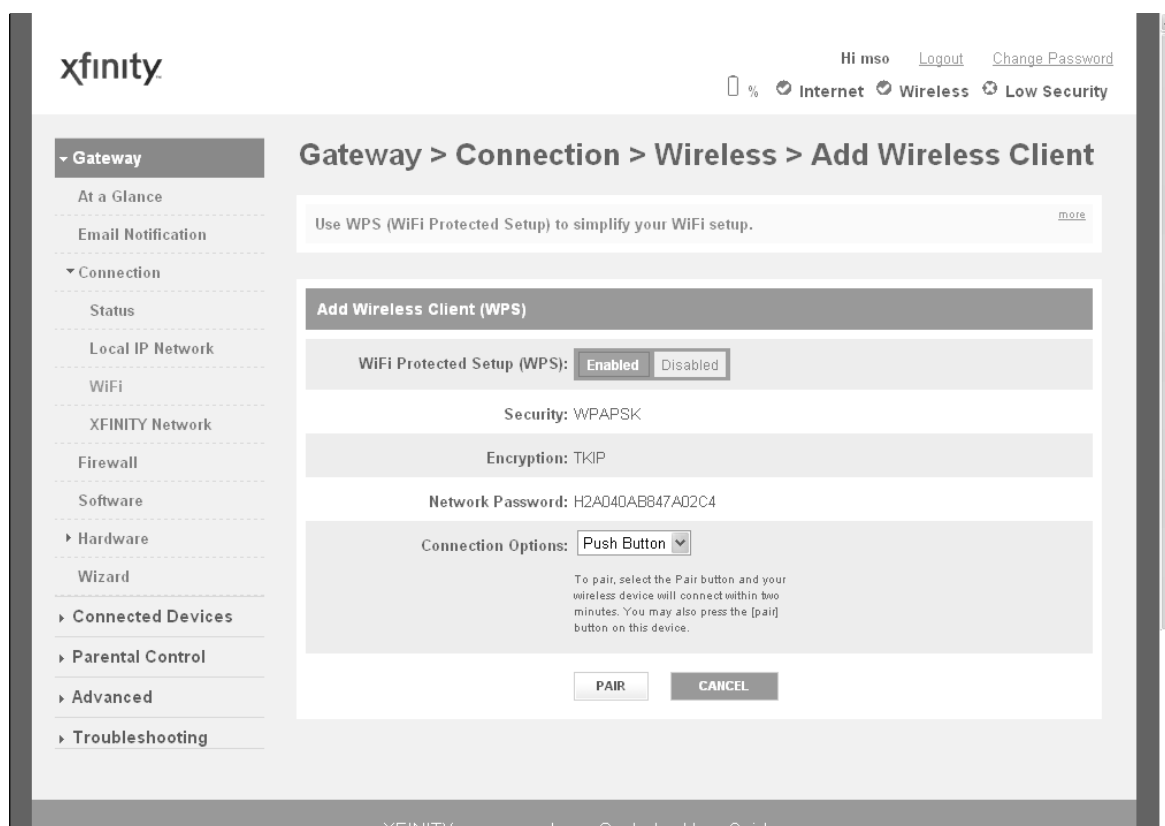 xfinity
Hi mso Logout Change Password
% Internet Wireless Low Security
Gateway
At a Glance
Email Notification
Connection
Status
Local IP Network
WiFi
XFINITY Network
Firewall
Software
Hardware
Wizard
Connected Devices
Parental Control
Advanced
Troubleshooting
Gateway > Connection > Wireless > Add Wireless Client
Use WPS (WiFi Protected Setup) to simplify your WiFi setup. more
Add Wireless Client (WPS)
WiFi Protected Setup (WPS): Enabled Disabled
Security: WPAPSK
Encryption: TKIP
Network Password: H2A040AB847A02C4
Connection Options: Push Button
To pair, select the Pair button and your
wireless device will connect within two
minutes. You may also press the [pair]
button on this device.
PAIR CANCEL